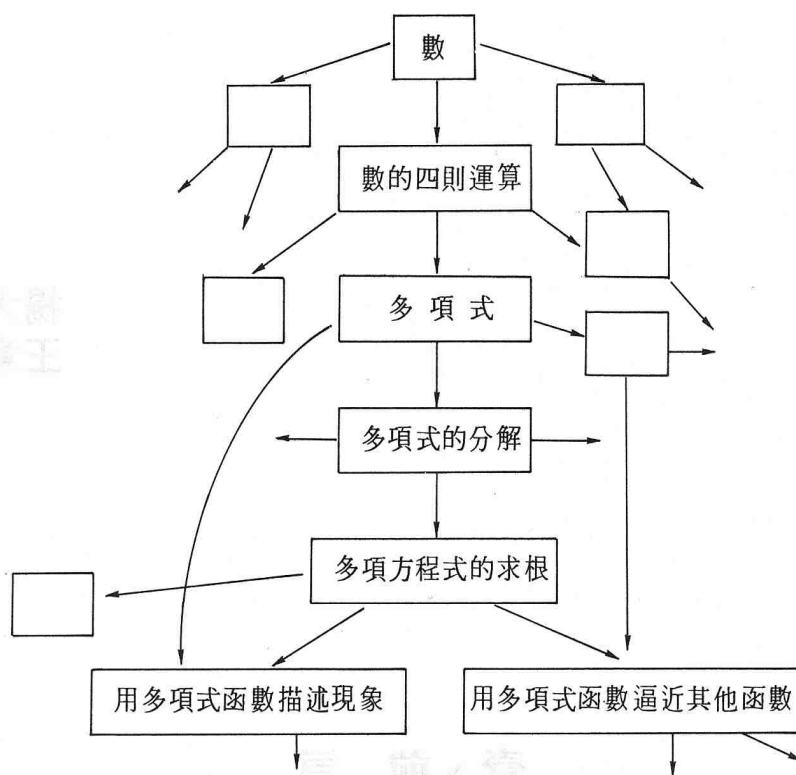 數
數的四則運算
多項式
多項式的分解
多項方程式的求根
用多項式函數描述現象
用多項式函數逼近其他函數